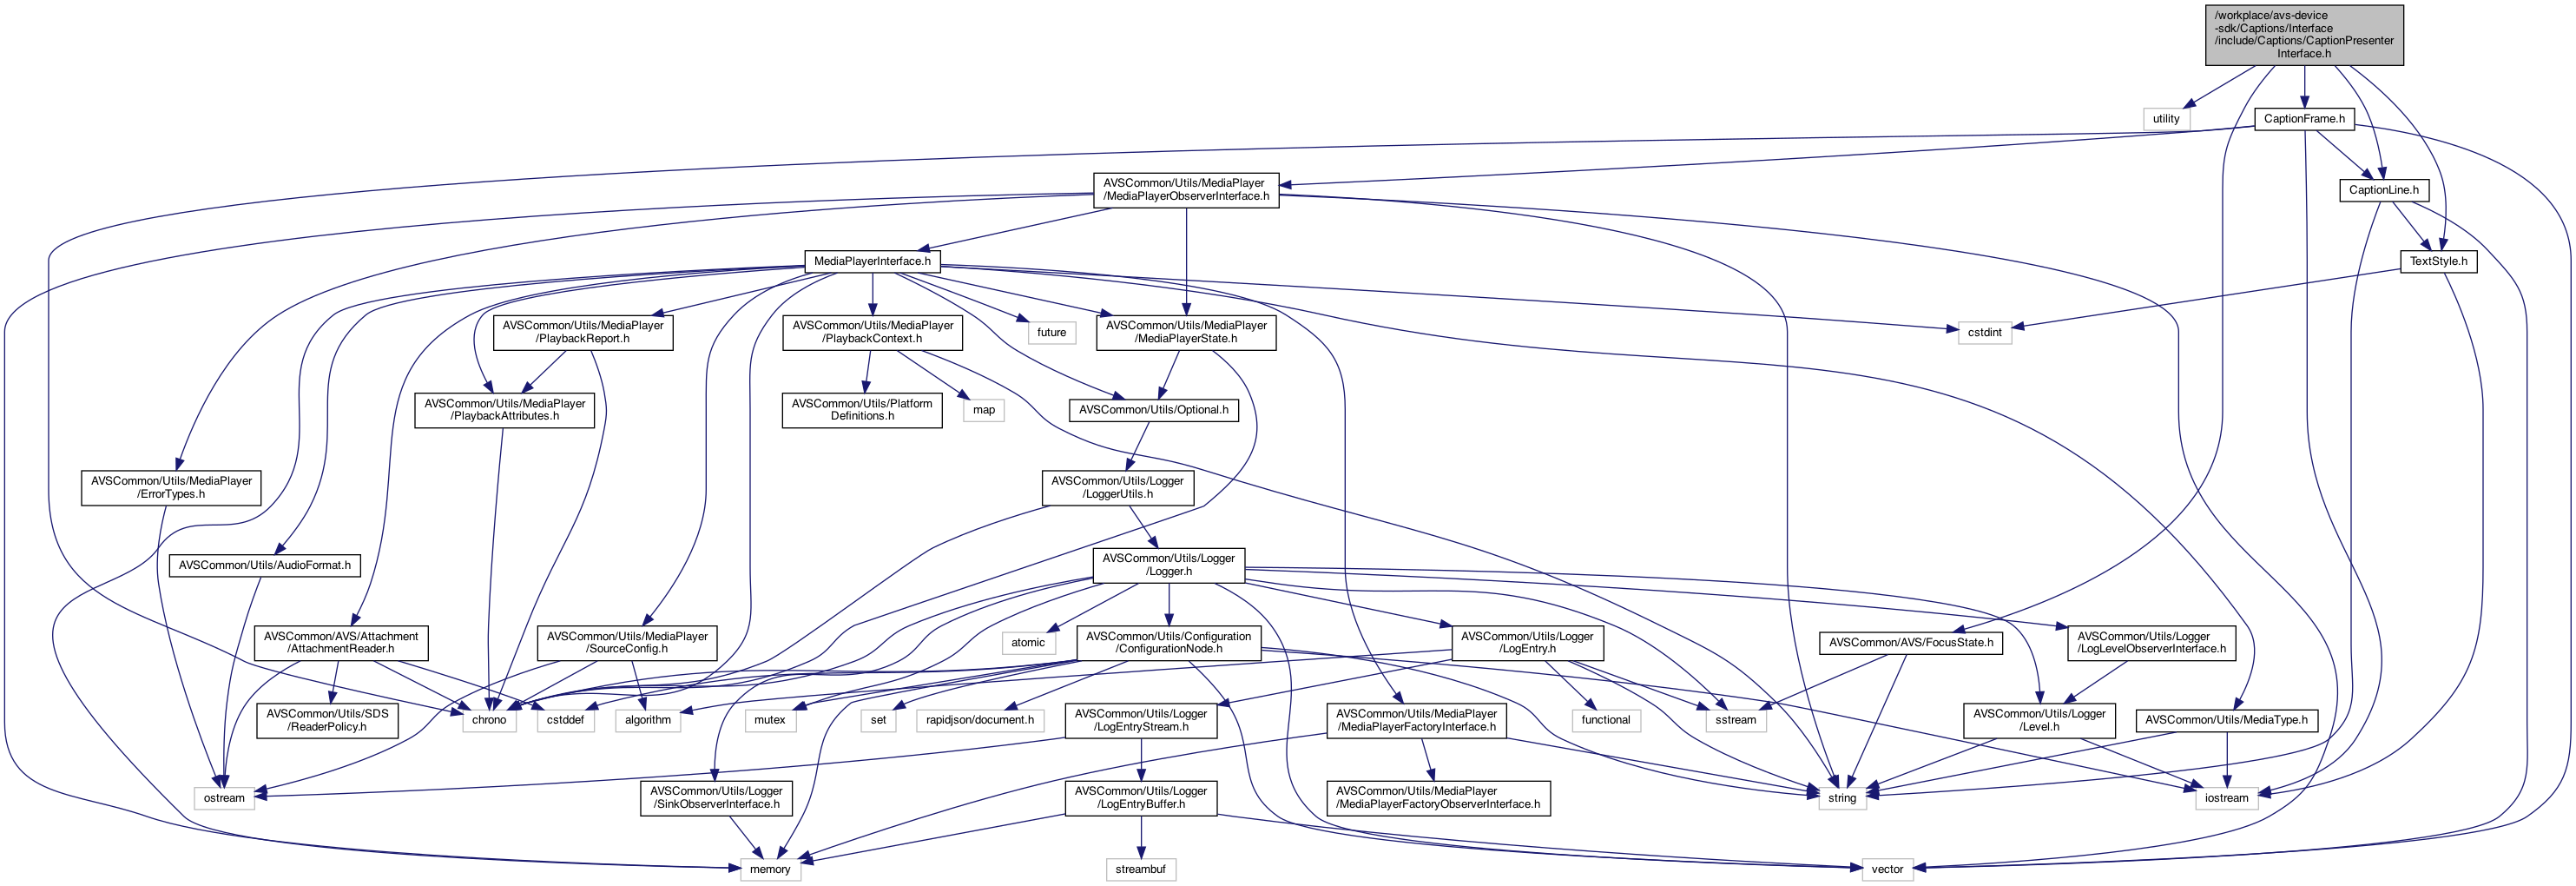 /workplace/avs-device
-sdk/Captions/Interface
/include/Captions/CaptionPresenter
Interface.h
utility
CaptionFrame.h
AVSCommon/Utils/MediaPlayer
/MediaPlayerObserverInterface.h
CaptionLine.h
MediaPlayerInterface.h
TextStyle.h
AVSCommon/Utils/MediaPlayer
/PlaybackReport.h
AVSCommon/Utils/MediaPlayer
/PlaybackContext.h
future
AVSCommon/Utils/MediaPlayer
/MediaPlayerState.h
cstdint
AVSCommon/Utils/MediaPlayer
/PlaybackAttributes.h
AVSCommon/Utils/Platform
Definitions.h
map
AVSCommon/Utils/Optional.h
AVSCommon/Utils/MediaPlayer
/ErrorTypes.h
AVSCommon/Utils/Logger
/LoggerUtils.h
AVSCommon/Utils/AudioFormat.h
AVSCommon/Utils/Logger
/Logger.h
AVSCommon/AVS/Attachment
/AttachmentReader.h
AVSCommon/Utils/MediaPlayer
/SourceConfig.h
atomic
AVSCommon/Utils/Configuration
/ConfigurationNode.h
AVSCommon/Utils/Logger
/LogEntry.h
AVSCommon/AVS/FocusState.h
AVSCommon/Utils/Logger
/LogLevelObserverInterface.h
AVSCommon/Utils/SDS
/ReaderPolicy.h
chrono
cstddef
algorithm
mutex
set
rapidjson/document.h
AVSCommon/Utils/Logger
/LogEntryStream.h
AVSCommon/Utils/MediaPlayer
/MediaPlayerFactoryInterface.h
functional
sstream
AVSCommon/Utils/Logger
/Level.h
AVSCommon/Utils/MediaType.h
ostream
AVSCommon/Utils/Logger
/SinkObserverInterface.h
AVSCommon/Utils/Logger
/LogEntryBuffer.h
AVSCommon/Utils/MediaPlayer
/MediaPlayerFactoryObserverInterface.h
string
iostream
memory
streambuf
vector